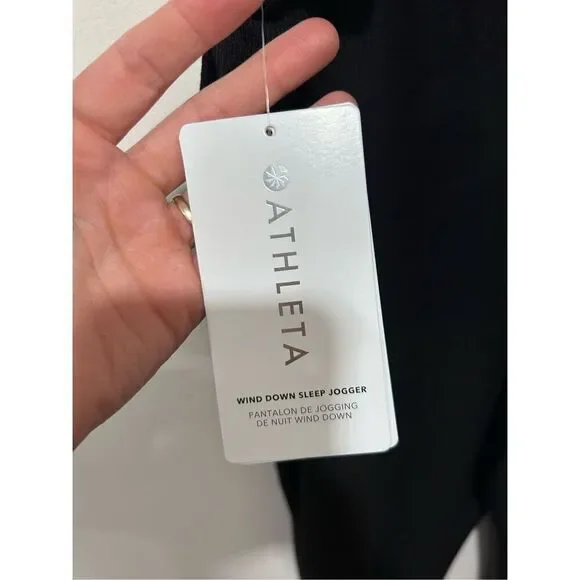 ATHLETA
WIND DOWN SLEEP JOGGER
PANTALON DE JOGGING
DE NUIT WIND DOWN